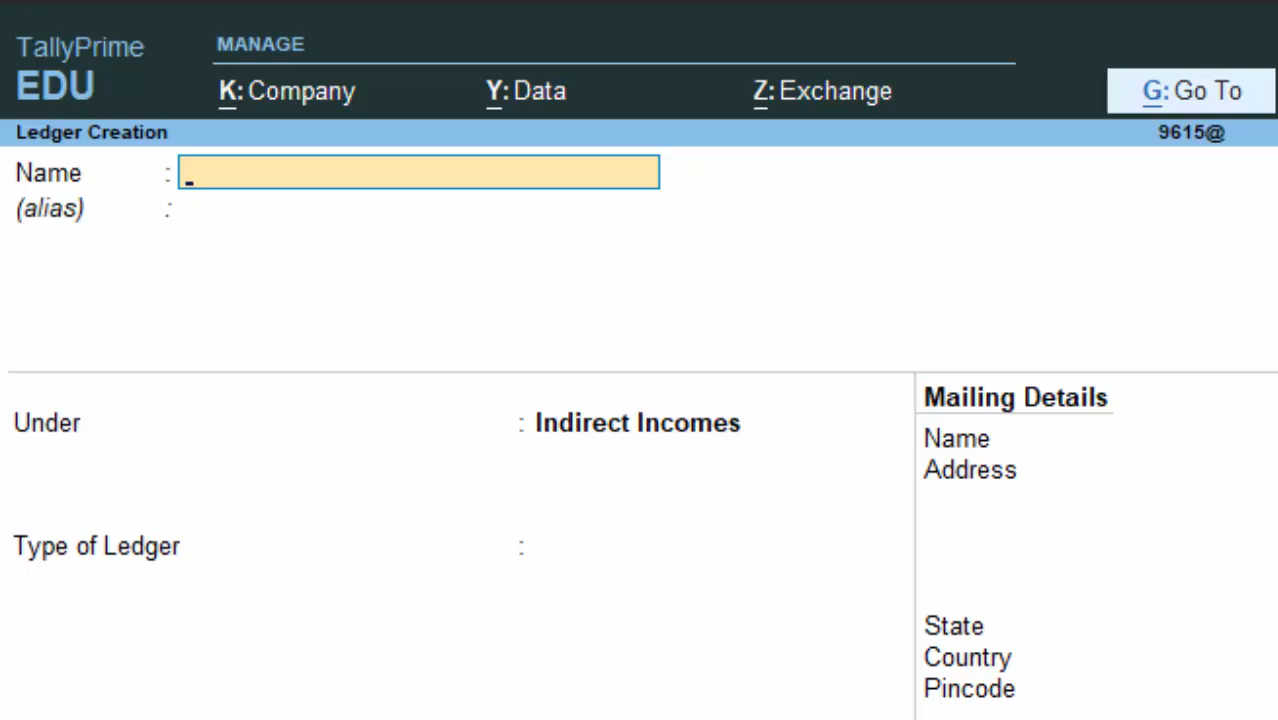 TallyPrime
EDU
MANAGE
K: Company
Y: Data
Z: Exchange
G: Go To
Ledger Creation
9615@
Name :
(alias) :
Under : Indirect Incomes
Type of Ledger :
Mailing Details
Name
Address
State
Country
Pincode